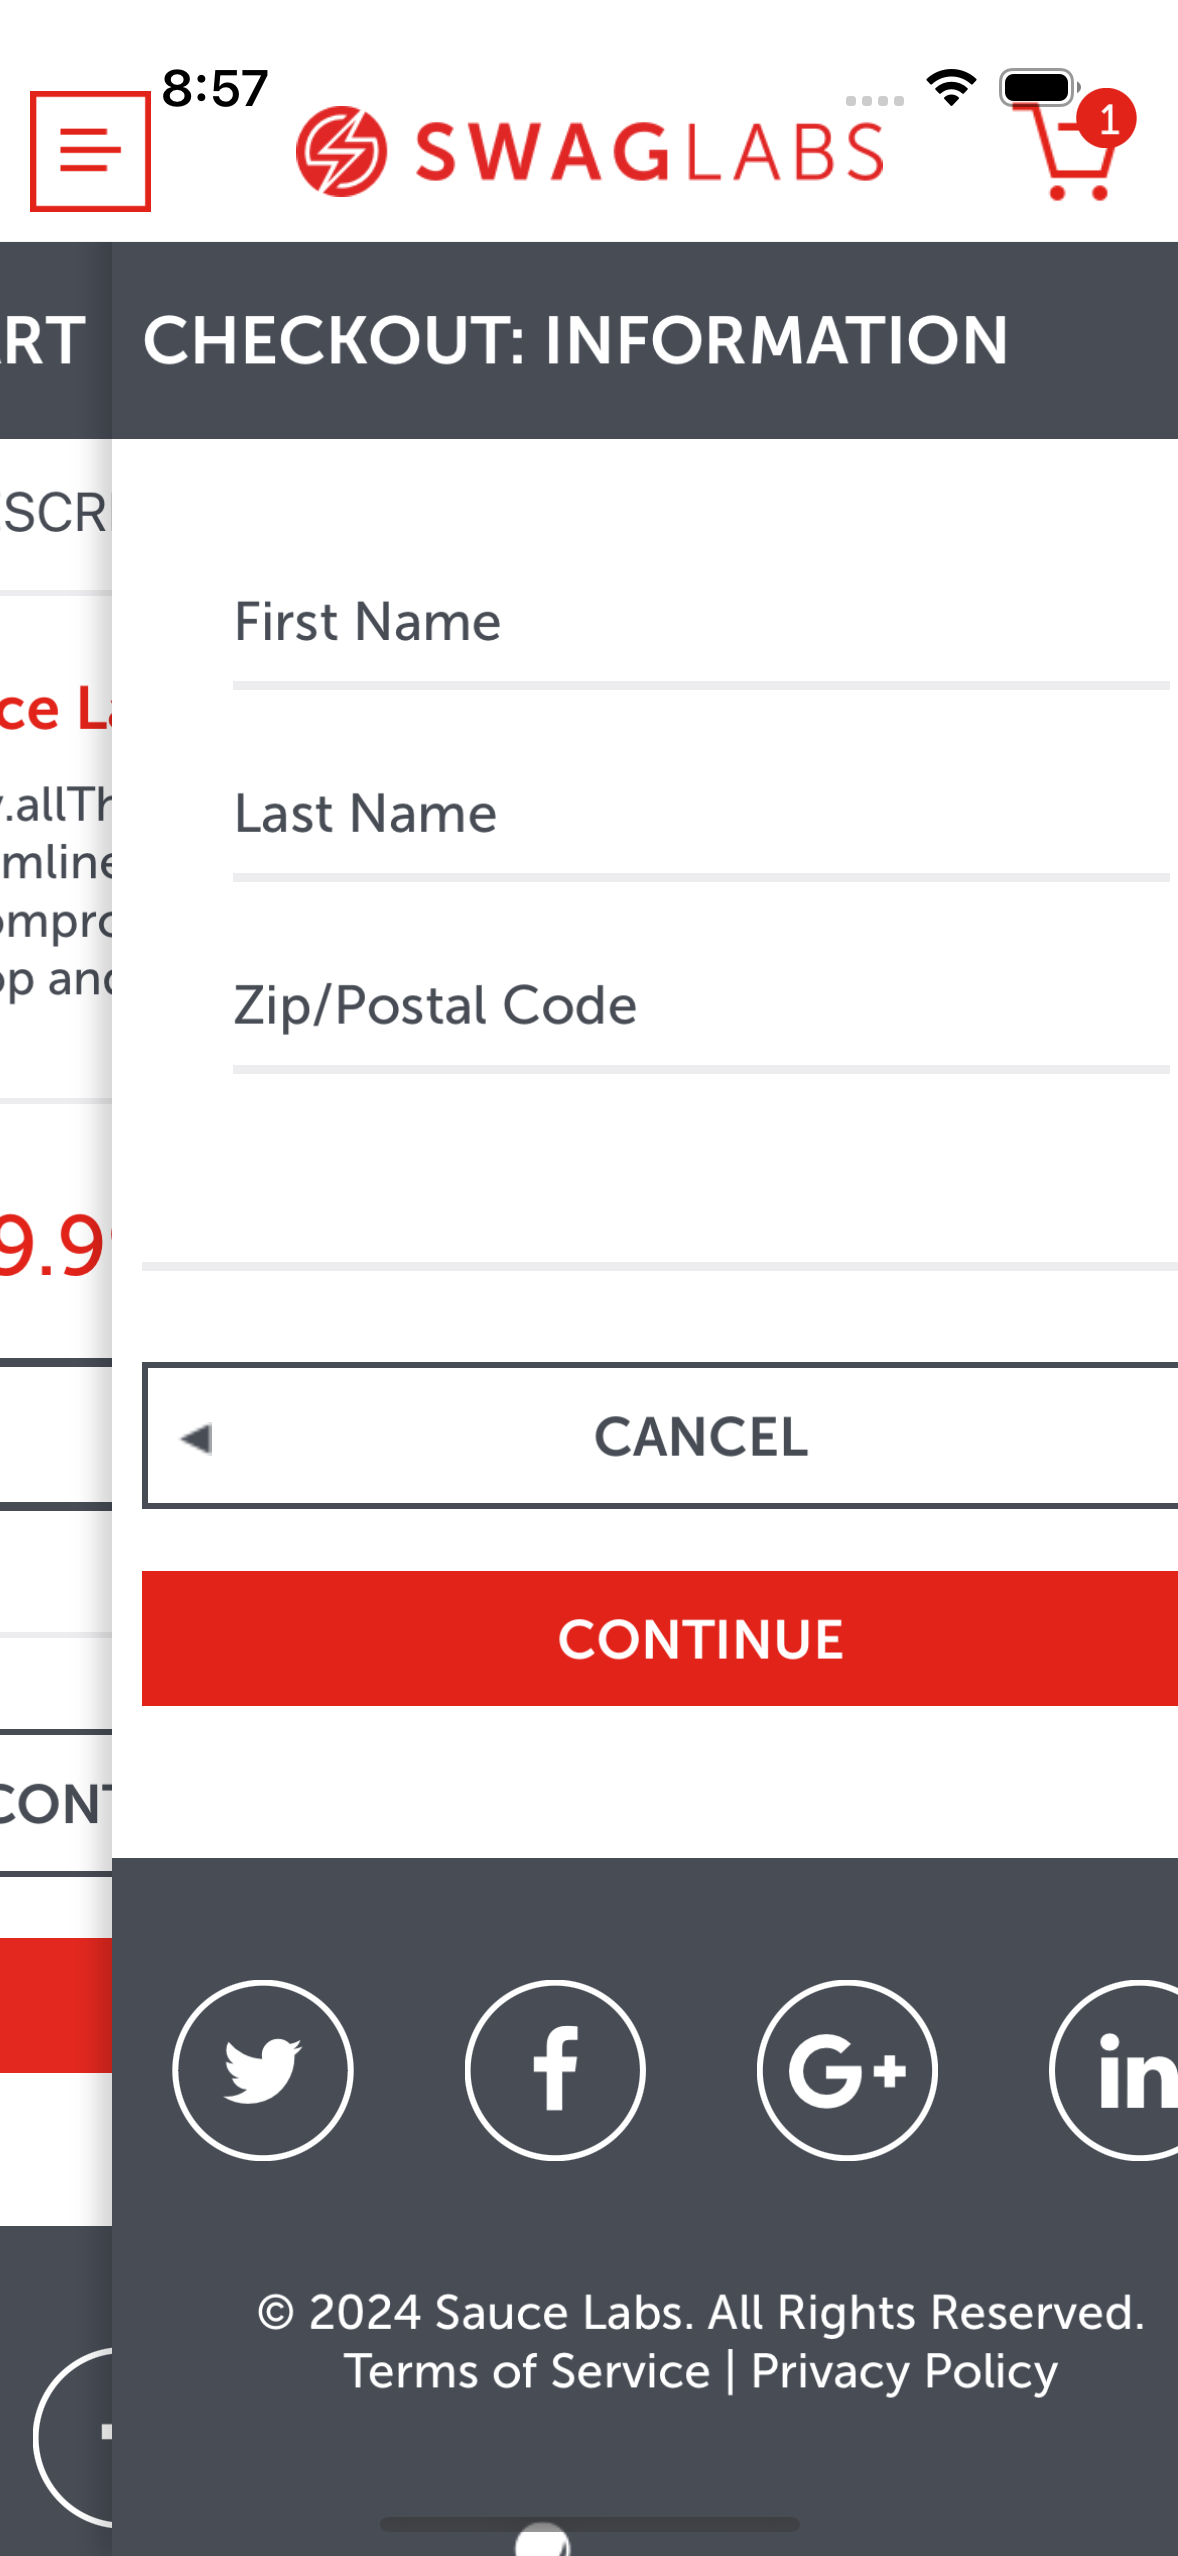 8:57
SWAGLABS
1
CHECKOUT: INFORMATION
First Name
Last Name
Zip/Postal Code
CANCEL
CONTINUE
f
G+
in
© 2024 Sauce Labs. All Rights Reserved.
Terms of Service | Privacy Policy